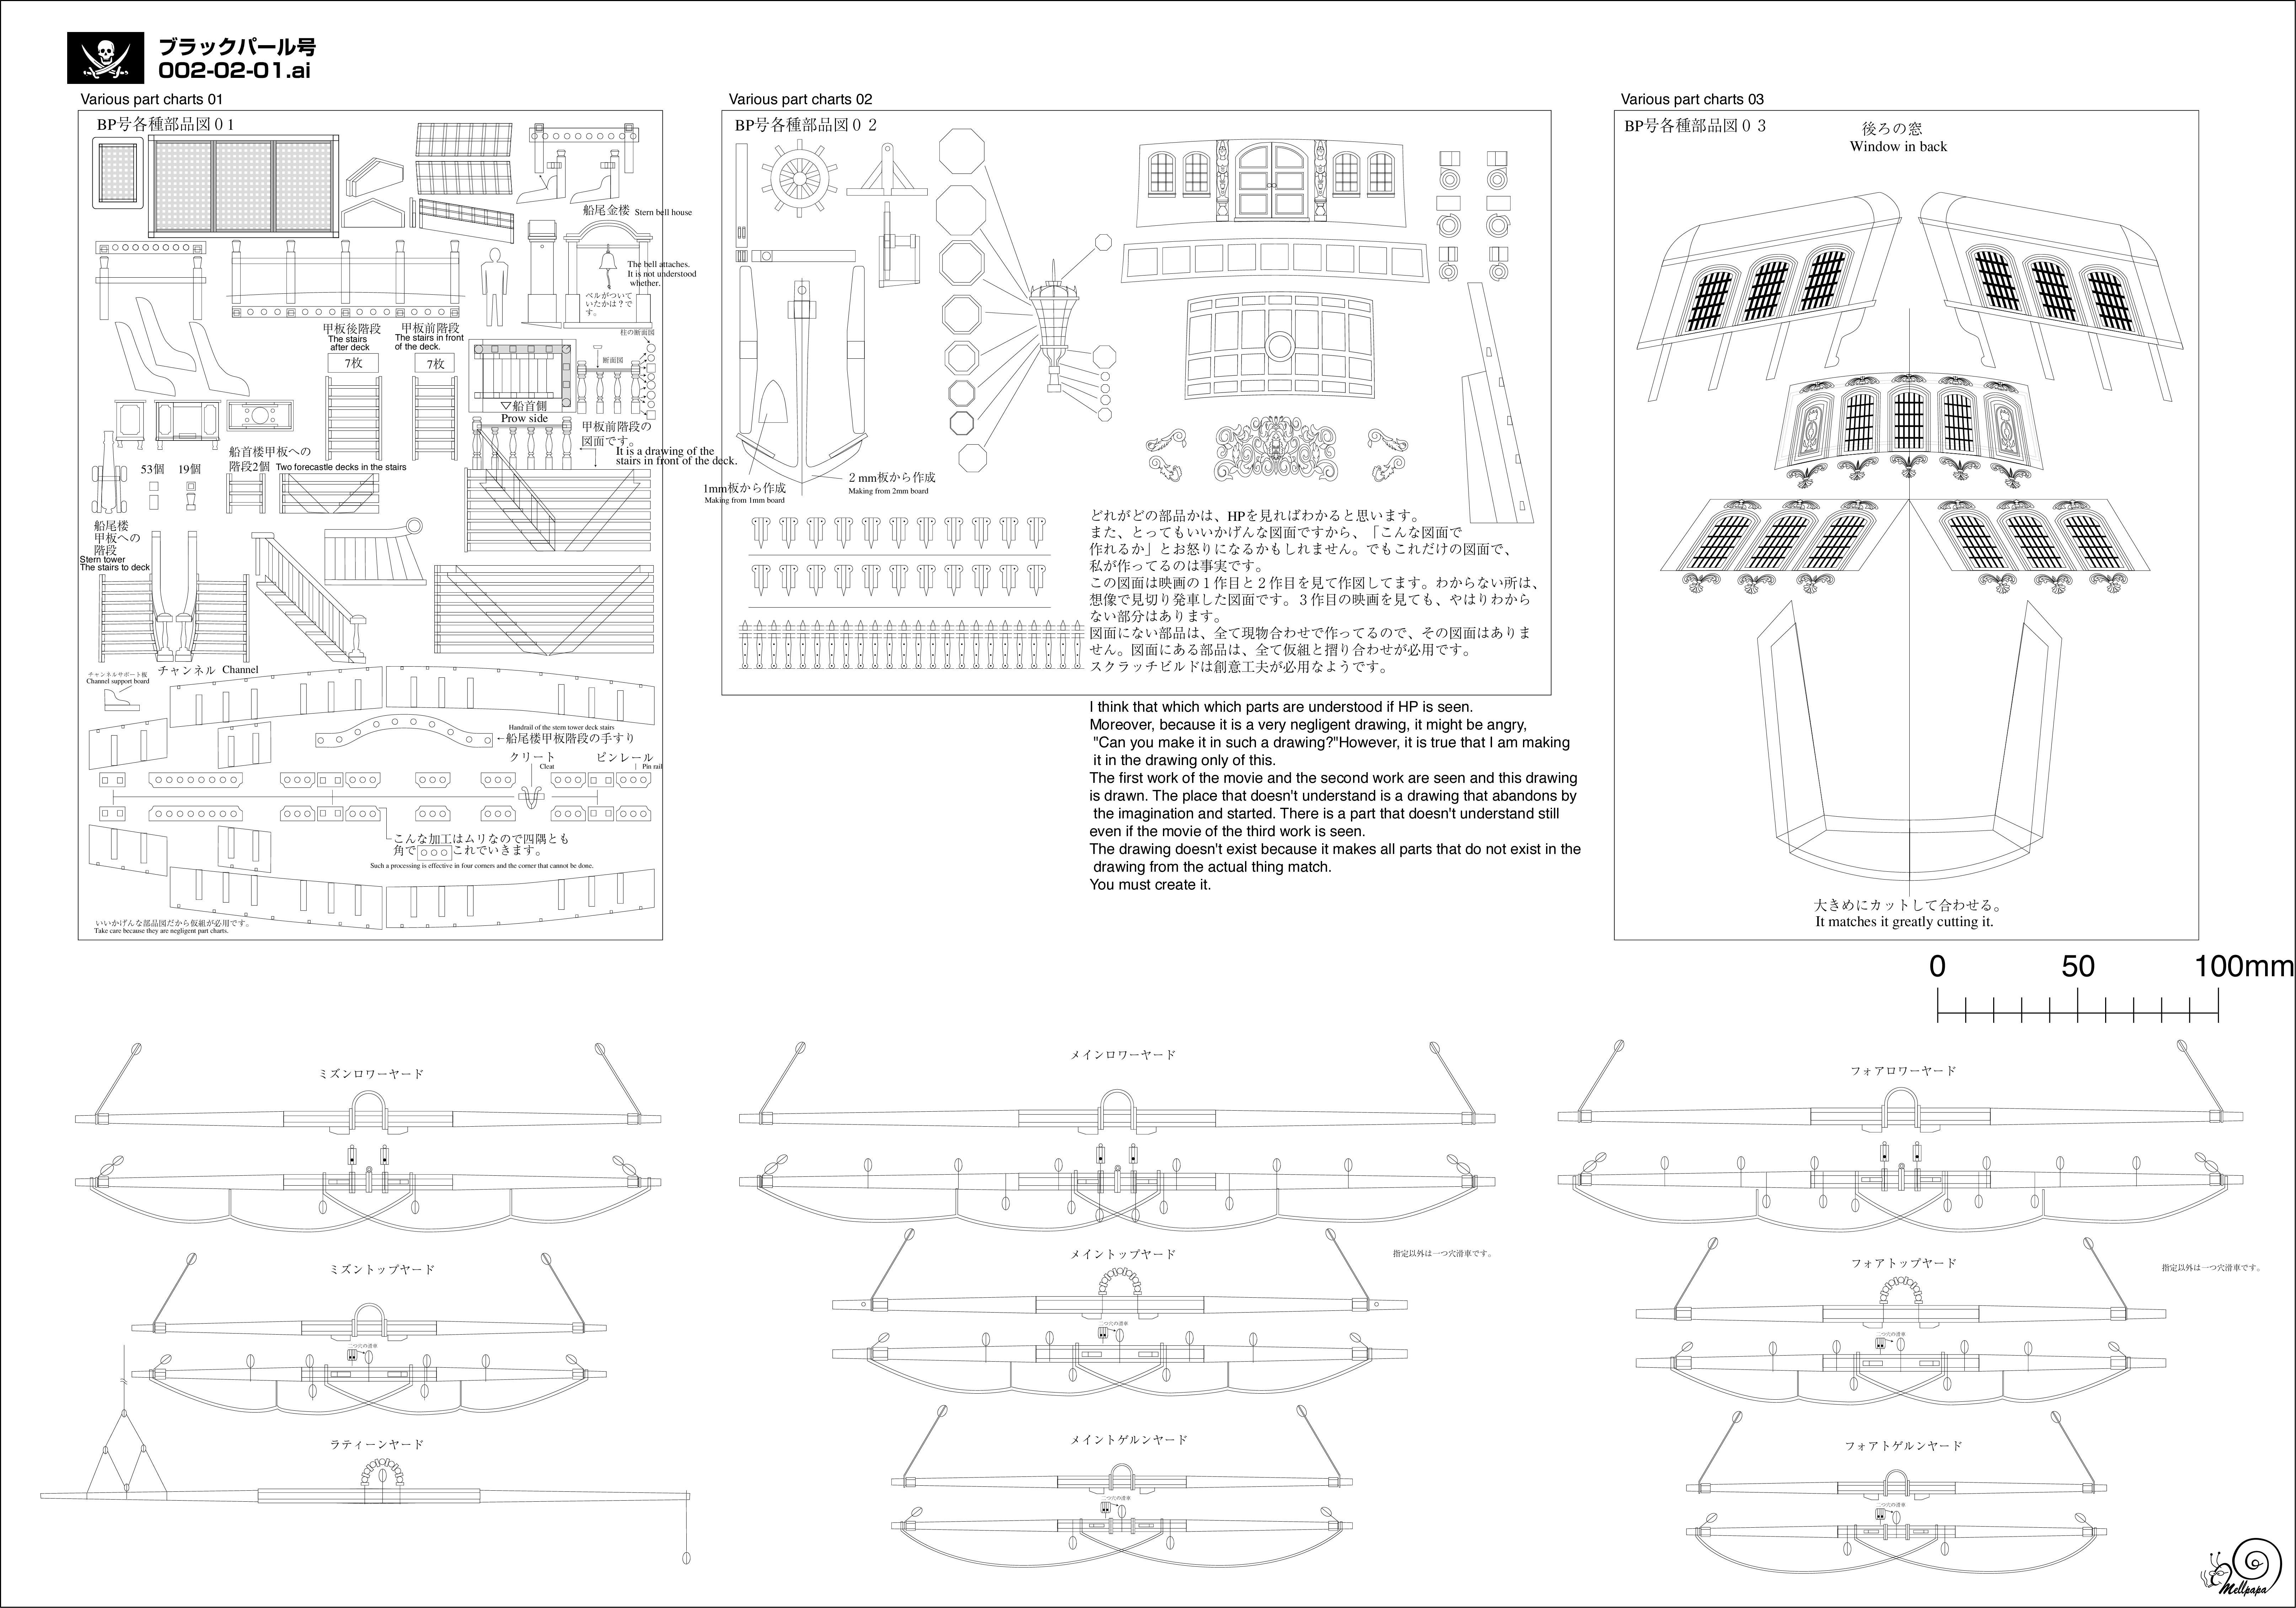 ブラックパール号
002-02-01.ai
Various part charts 01
BP号各種部品図０１
船尾金楼 Stern bell house
The bell attaches.
It is not understood
whether.
ベルがついて
いたかは？で
す。
柱の断面図
甲板後階段
The stairs
after deck
7枚
甲板前階段
The stairs in front
of the deck.
7枚
断面図
▽船首側
Prow side
甲板前階段の
図面です。
It is a drawing of the
stairs in front of the deck.
船首楼甲板への
階段2個 Two forecastle decks in the stairs
53個 19個
船尾楼
甲板への
階段
Stern tower
The stairs to deck
チャンネル Channel
チャンネルサポート板
Channel support board
Handrail of the stern tower deck stairs
←船尾楼甲板階段の手すり
クリート
Cleat
ピンレール
Pin rail
こんな加工はムリなので四隅とも
角で これでいきます。
Such a processing is effective in four corners and the corner that cannot be done.
いいかげんな部品図だから仮組が必用です。
Take care because they are negligent part charts.
Various part charts 02
BP号各種部品図０２
1mm板から作成
Making from 1mm board
２mm板から作成
Making from 2mm board
どれがどの部品かは、HPを見ればわかると思います。
また、とってもいいかげんな図面ですから、「こんな図面で
作れるか」とお怒りになるかもしれません。でもこれだけの図面で、
私が作ってるのは事実です。
この図面は映画の１作目と２作目を見て作図してます。わからない所は、
想像で見切り発車した図面です。３作目の映画を見ても、やはりわから
ない部分はあります。
図面にない部品は、全て現物合わせで作ってるので、その図面はありま
せん。図面にある部品は、全て仮組と摺り合わせが必用です。
スクラッチビルドは創意工夫が必用なようです。
I think that which which parts are understood if HP is seen.
Moreover, because it is a very negligent drawing, it might be angry,
"Can you make it in such a drawing?"However, it is true that I am making
it in the drawing only of this.
The first work of the movie and the second work are seen and this drawing
is drawn. The place that doesn't understand is a drawing that abandons by
the imagination and started. There is a part that doesn't understand still
even if the movie of the third work is seen.
The drawing doesn't exist because it makes all parts that do not exist in the
drawing from the actual thing match.
You must create it.
Various part charts 03
BP号各種部品図０３
後ろの窓
Window in back
大きめにカットして合わせる。
It matches it greatly cutting it.
0 50 100mm
ミズンロワーヤード
メインロワーヤード
フォアロワーヤード
ミズントップヤード
二つ穴の滑車
メイントップヤード
指定以外は一つ穴滑車です。
二つ穴の滑車
フォアトップヤード
指定以外は一つ穴滑車です。
二つ穴の滑車
ラティーンヤード
メイントゲルンヤード
二つ穴の滑車
フォアトゲルンヤード
二つ穴の滑車
Mellpapa